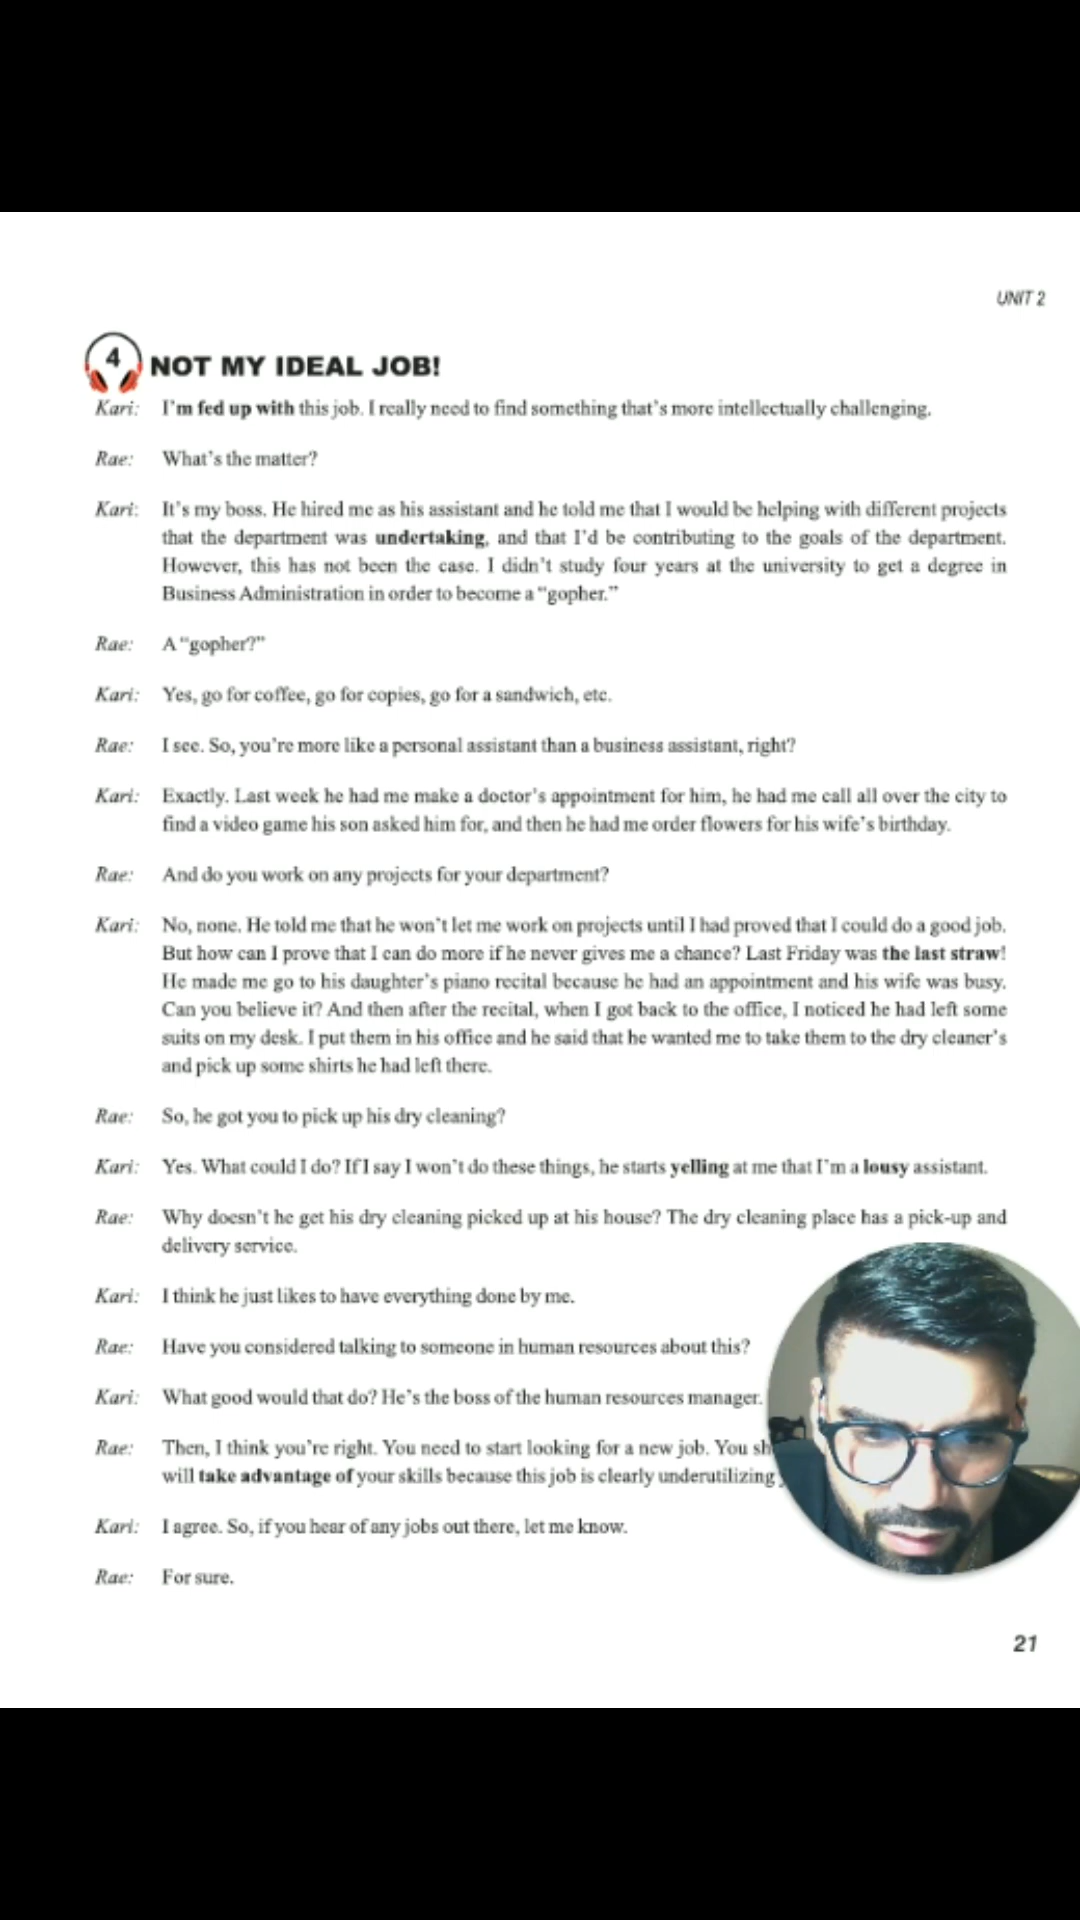 UNIT 2
4 NOT MY IDEAL JOB!
Kari: I'm fed up with this job. I really need to find something that's more intellectually challenging.
Rae: What's the matter?
Kari: It's my boss. He hired me as his assistant and he told me that I would be helping with different projects
that the department was undertaking, and that I'd be contributing to the goals of the department.
However, this has not been the case. I didn't study four years at the university to get a degree in
Business Administration in order to become a "gopher."
Rae: A "gopher?"
Kari: Yes, go for coffee, go for copies, go for a sandwich, etc.
Rae: I see. So, you're more like a personal assistant than a business assistant, right?
Kari: Exactly. Last week he had me make a doctor's appointment for him, he had me call all over the city to
find a video game his son asked him for, and then he had me order flowers for his wife's birthday.
Rae: And do you work on any projects for your department?
Kari: No, none. He told me that he won't let me work on projects until I had proved that I could do a good job.
But how can I prove that I can do more if he never gives me a chance? Last Friday was the last straw!
He made me go to his daughter's piano recital because he had an appointment and his wife was busy.
Can you believe it? And then after the recital, when I got back to the office, I noticed he had left some
suits on my desk. I put them in his office and he said that he wanted me to take them to the dry cleaner's
and pick up some shirts he had left there.
Rae: So, he got you to pick up his dry cleaning?
Kari: Yes. What could I do? If I say I won't do these things, he starts yelling at me that I'm a lousy assistant.
Rae: Why doesn't he get his dry cleaning picked up at his house? The dry cleaning place has a pick-up and
delivery service.
Kari: I think he just likes to have everything done by me.
Rae: Have you considered talking to someone in human resources about this?
Kari: What good would that do? He's the boss of the human resources manager.
Rae: Then, I think you're right. You need to start looking for a new job. You
will take advantage of your skills because this job is clearly underutilizing
Kari: I agree. So, if you hear of any jobs out there, let me know.
Rae: For sure.
21